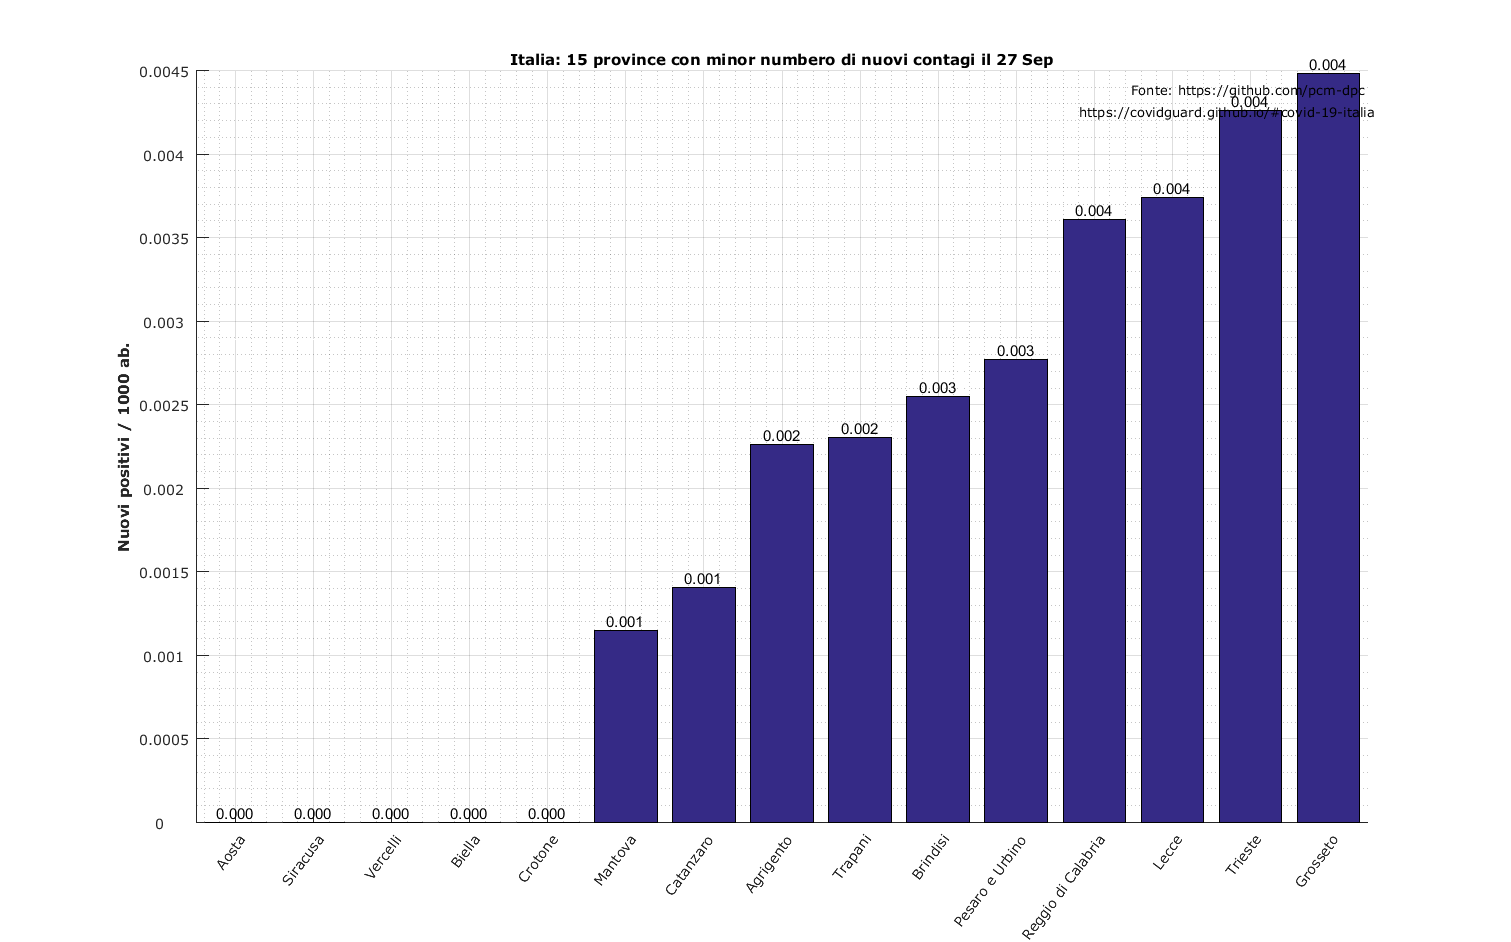 Italia: 15 province con minor numbero di nuovi contagi il 27 Sep
Fonte: https://github.com/pcm-dpc
https://covidguard.github.io/#covid-19-italia
Nuovi positivi / 1000 ab.
0.0045
0.004
0.0035
0.003
0.0025
0.002
0.0015
0.001
0.0005
0
0.000
0.000
0.000
0.000
0.000
0.001
0.001
0.002
0.002
0.003
0.003
0.004
0.004
0.004
0.004
Aosta
Siracusa
Vercelli
Biella
Crotone
Mantova
Catanzaro
Agrigento
Trapani
Brindisi
Pesaro e Urbino
Reggio di Calabria
Lecce
Trieste
Grosseto